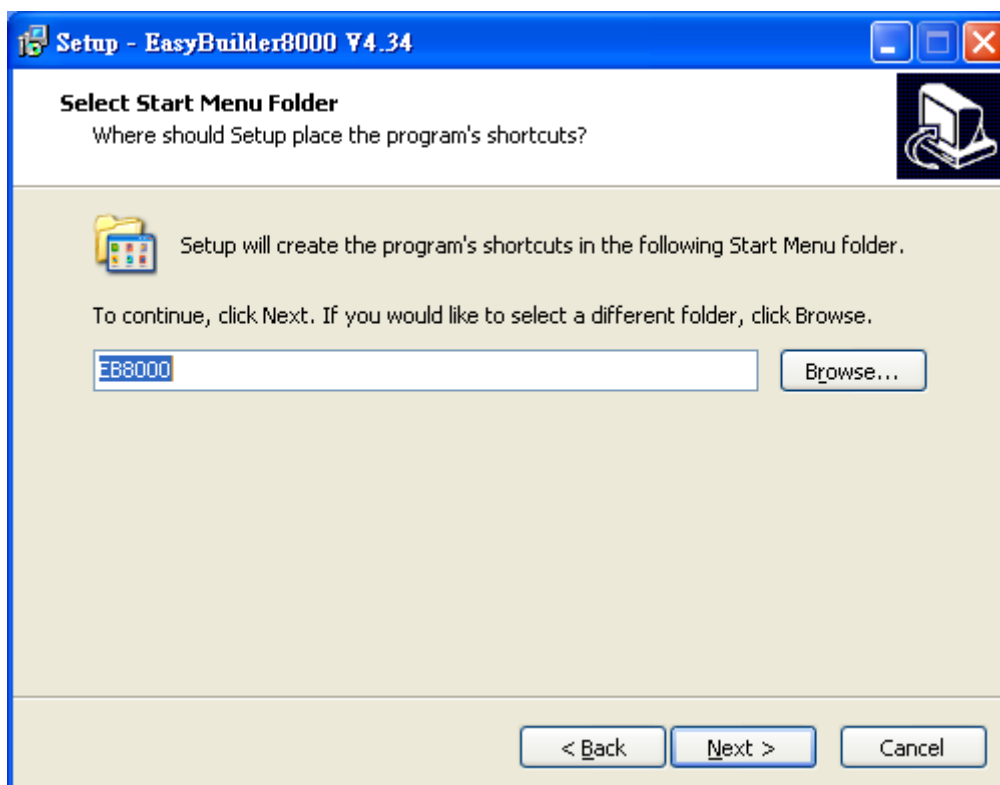 Setup - EasyBuilder8000 V4.34
Select Start Menu Folder
Where should Setup place the program's shortcuts?
Setup will create the program's shortcuts in the following Start Menu folder.
To continue, click Next. If you would like to select a different folder, click Browse.
EB8000
Browse...
< Back
Next >
Cancel